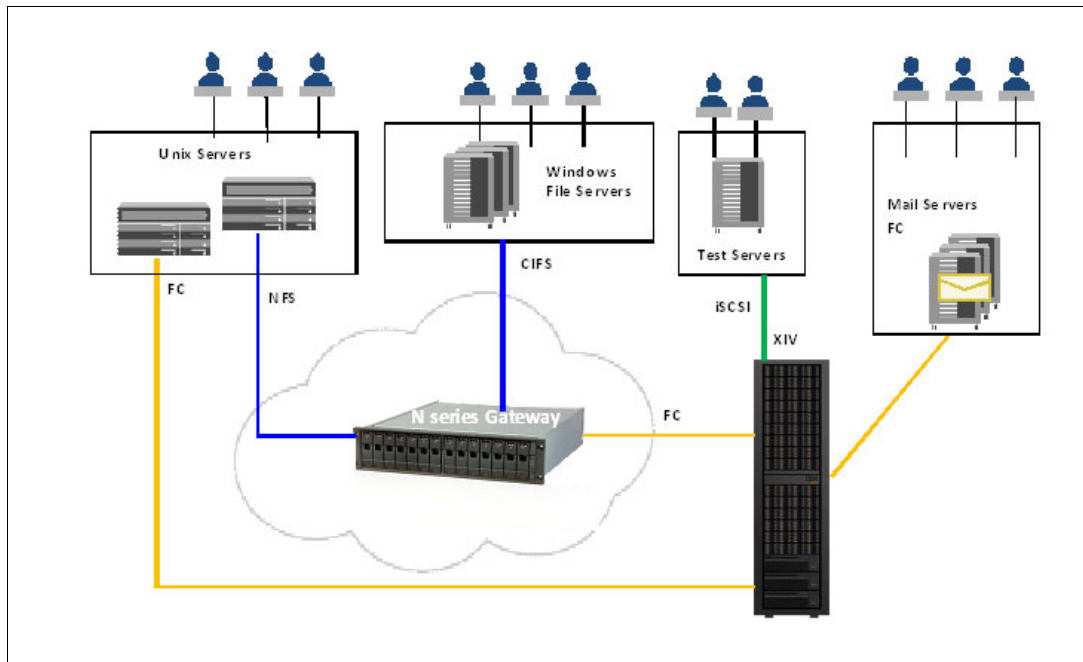 Unix Servers
Windows
File Servers
Mail Servers
FC
Test Servers
CIFS
FC
NFS
iSCSI
XIV
N series Gateway
FC